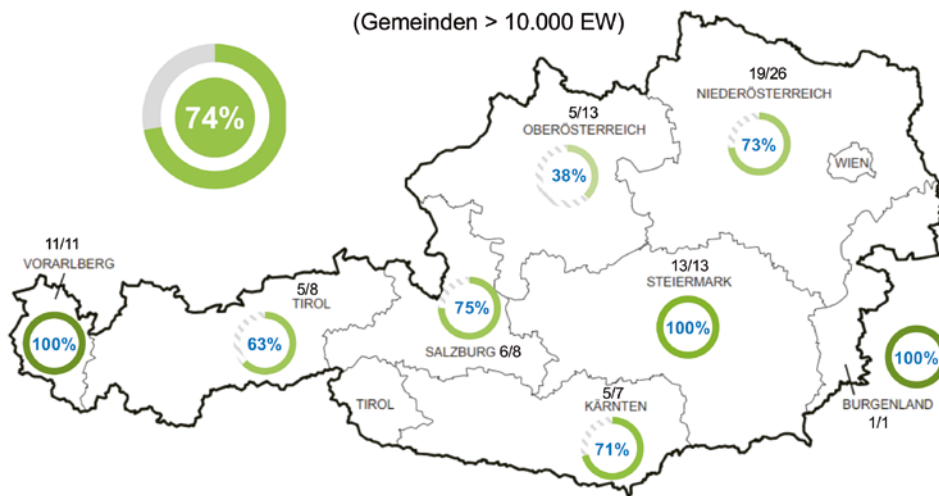 (Gemeinden > 10.000 EW)
74%
19/26
NIEDERÖSTERREICH
73%
WIEN
5/13
OBERÖSTERREICH
38%
11/11
VORARLBERG
100%
5/8
TIROL
63%
75%
SALZBURG 6/8
13/13
STEIERMARK
100%
100%
BURGENLAND
1/1
TIROL
5/7
KÄRNTEN
71%